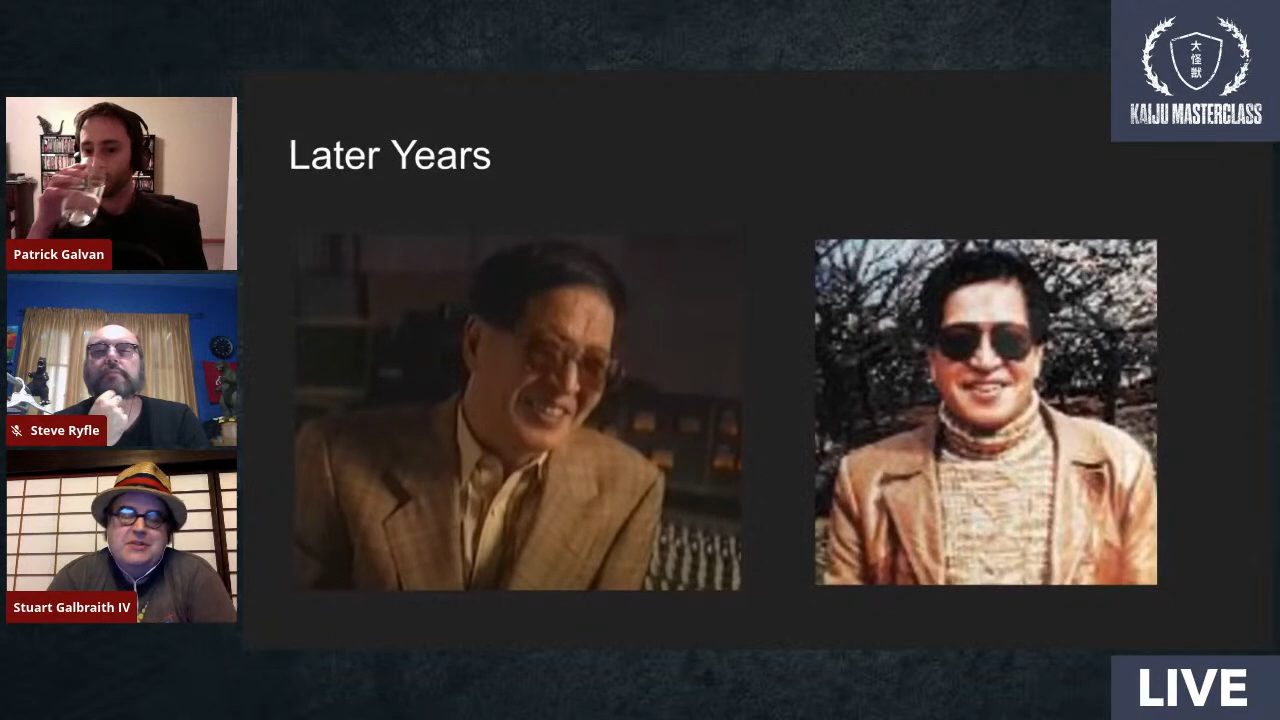 大
怪
獣
KAIJU MASTERCLASS
Later Years
Patrick Galvan
Steve Ryfle
Stuart Galbraith IV
LIVE